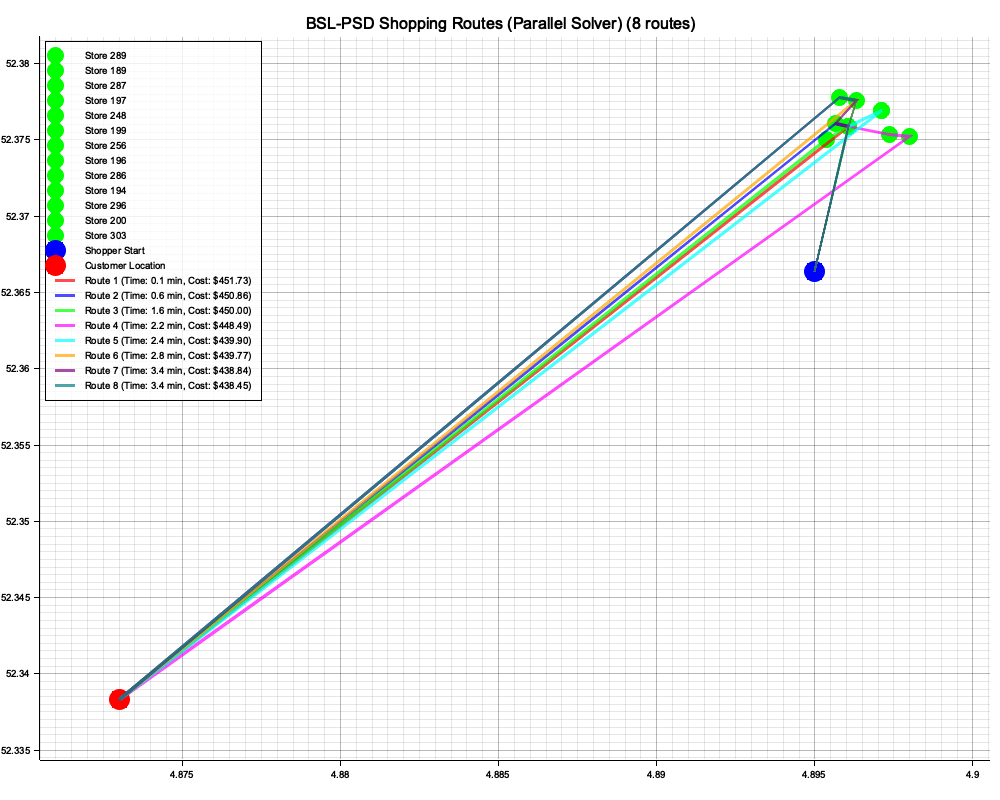 BSL-PSD Shopping Routes (Parallel Solver) (8 routes)
52.38
52.375
52.37
52.365
52.36
52.355
52.35
52.345
52.34
52.335
Store 289
Store 189
Store 287
Store 197
Store 248
Store 199
Store 256
Store 196
Store 286
Store 194
Store 296
Store 200
Store 303
Shopper Start
Customer Location
Route 1 (Time: 0.1 min, Cost: $451.73)
Route 2 (Time: 0.6 min, Cost: $450.86)
Route 3 (Time: 1.6 min, Cost: $450.00)
Route 4 (Time: 2.2 min, Cost: $448.49)
Route 5 (Time: 2.4 min, Cost: $439.90)
Route 6 (Time: 2.8 min, Cost: $439.77)
Route 7 (Time: 3.4 min, Cost: $438.84)
Route 8 (Time: 3.4 min, Cost: $438.45)
4.875 4.88 4.885 4.89 4.895 4.9